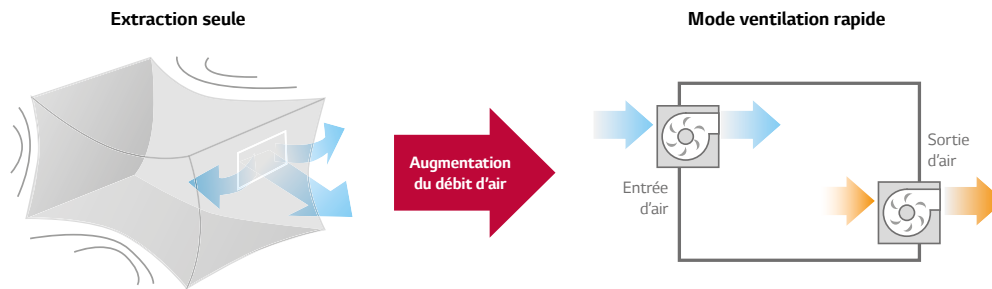 Extraction seule
Mode ventilation rapide
Augmentation
du débit d'air
Entrée
d'air
Sortie
d'air